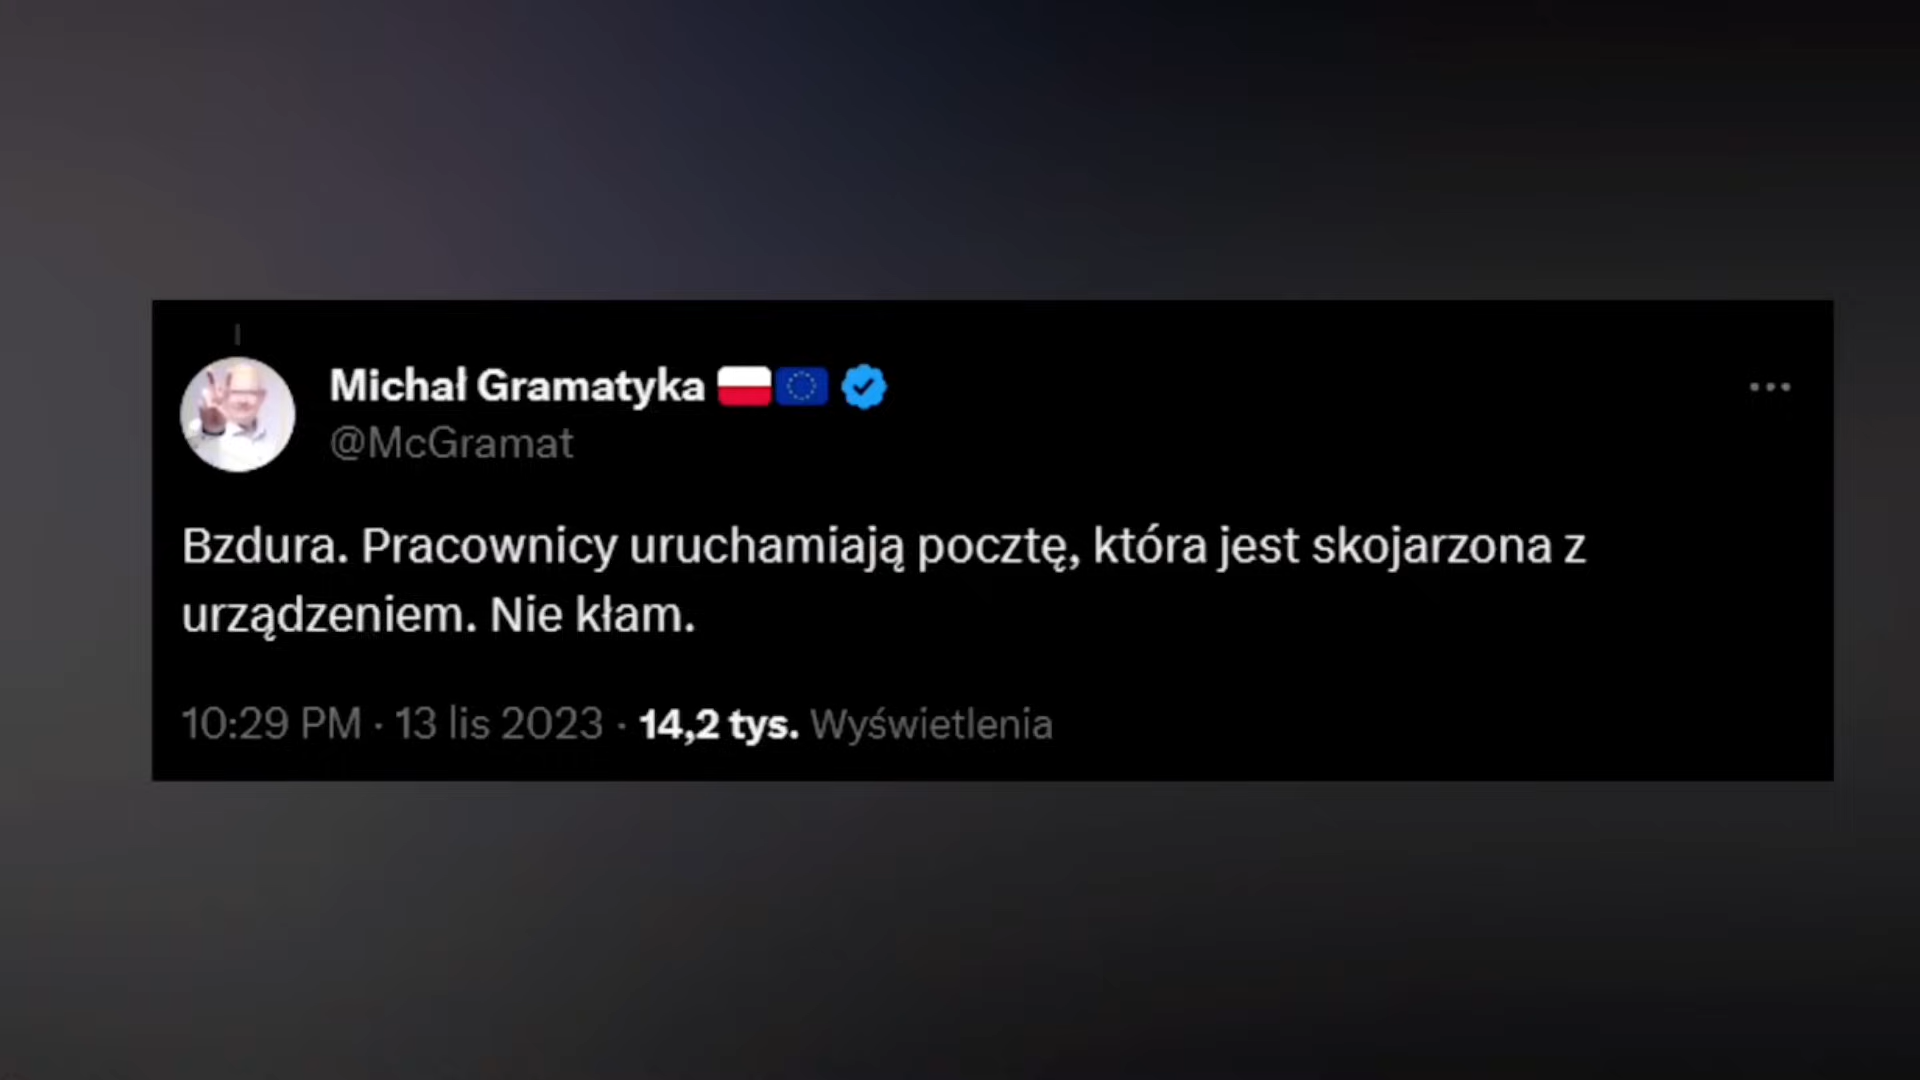 Michał Gramatyka 🇵🇱🇪🇺
@McGramat
Bzdura. Pracownicy uruchamiają pocztę, która jest skojarzona z
urządzeniem. Nie kłam.
10:29 PM · 13 lis 2023 · 14,2 tys. Wyświetlenia